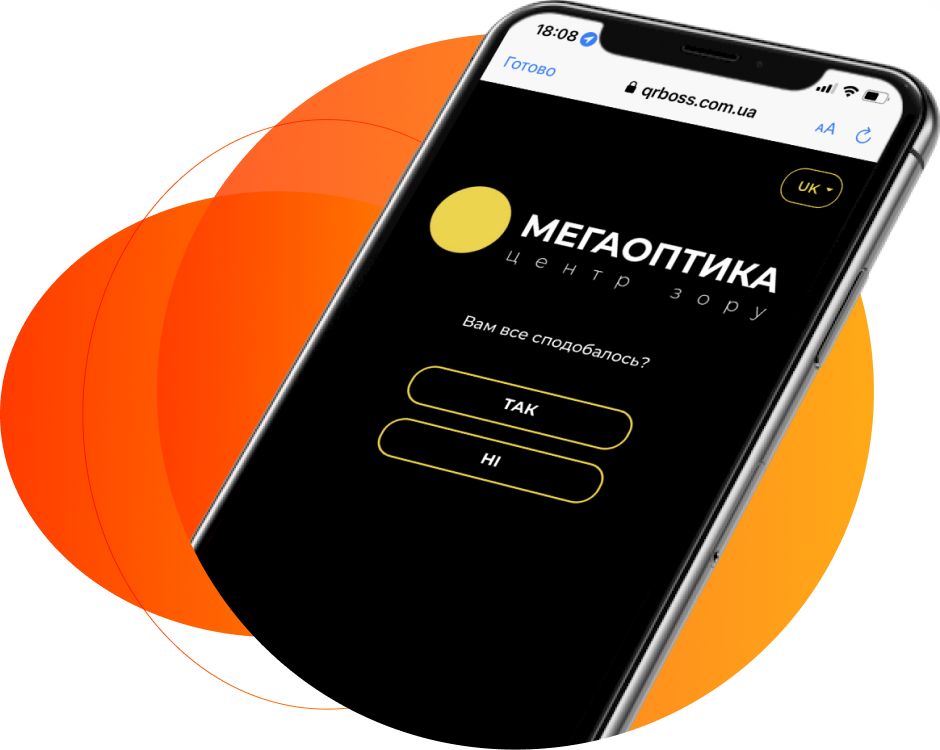 18:08
Готово
qrboss.com.ua
AA
UK
МЕГАОПТИКА
центр зору
Вам все сподобалось?
ТАК
НІ